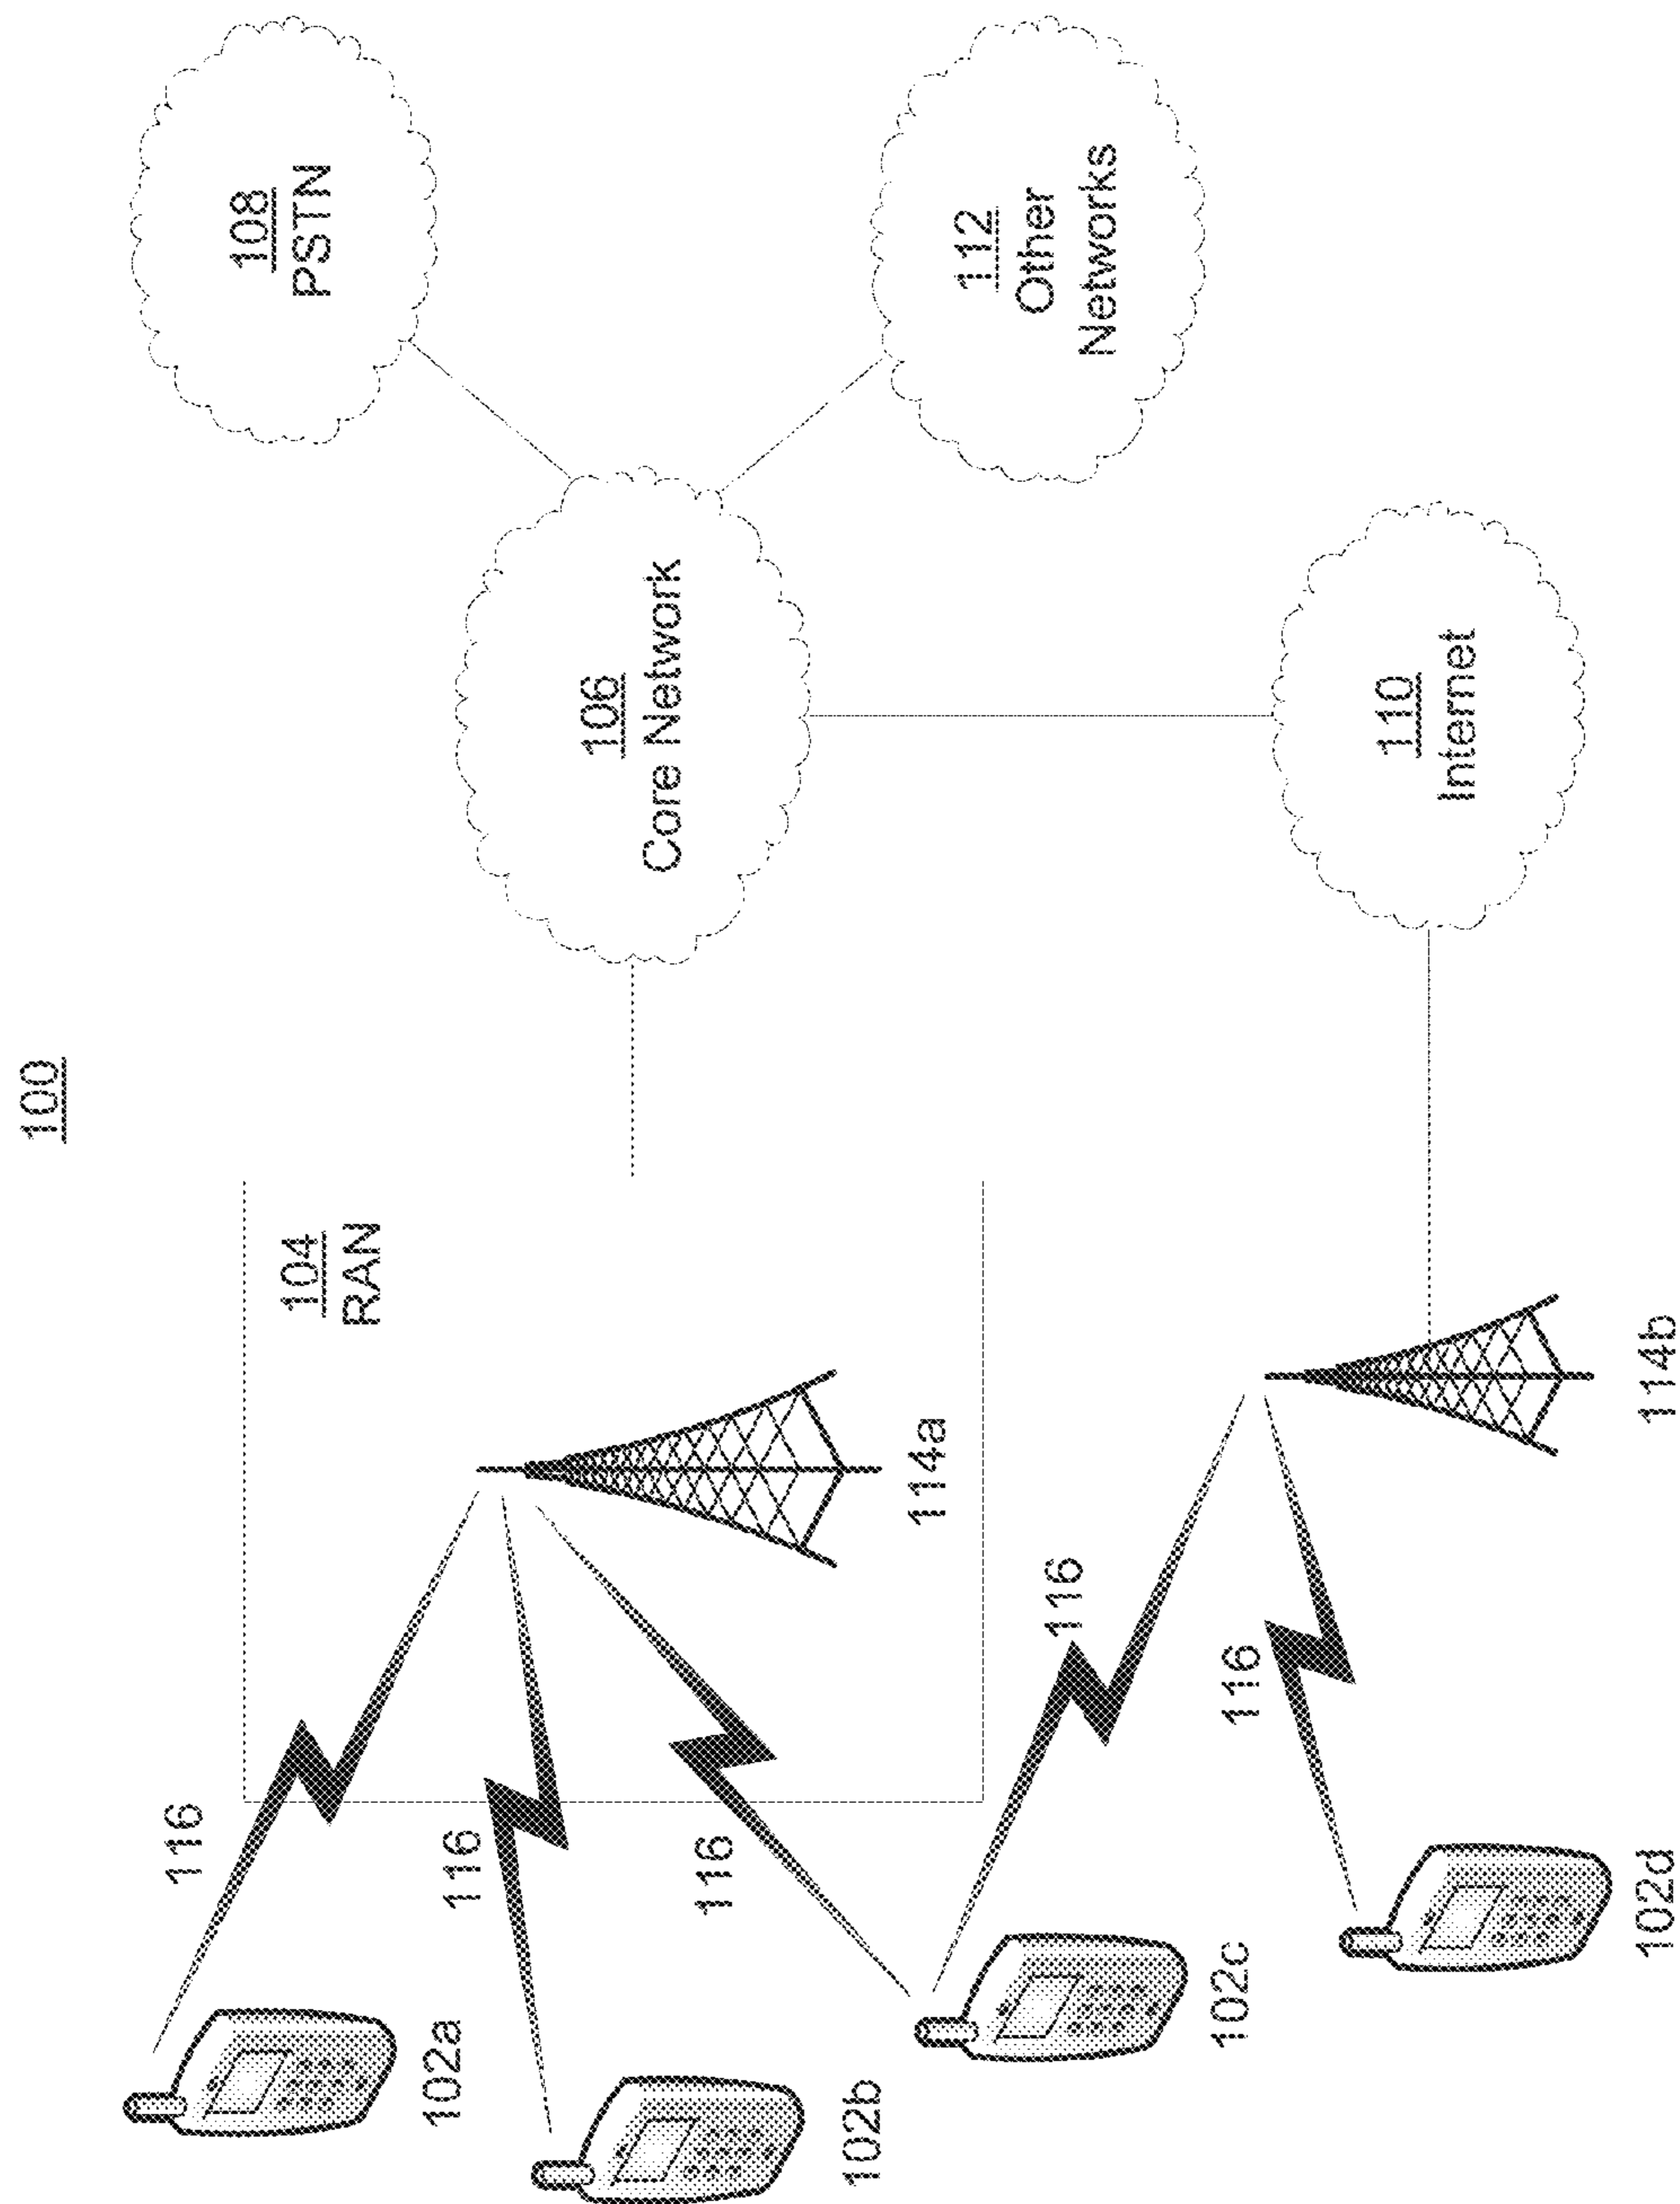 100
108
PSTN
104
RAN
106
Core Network
112
Other
Networks
110
Internet
116
116
116
116
116
114a
114b
102a
102b
102c
102d